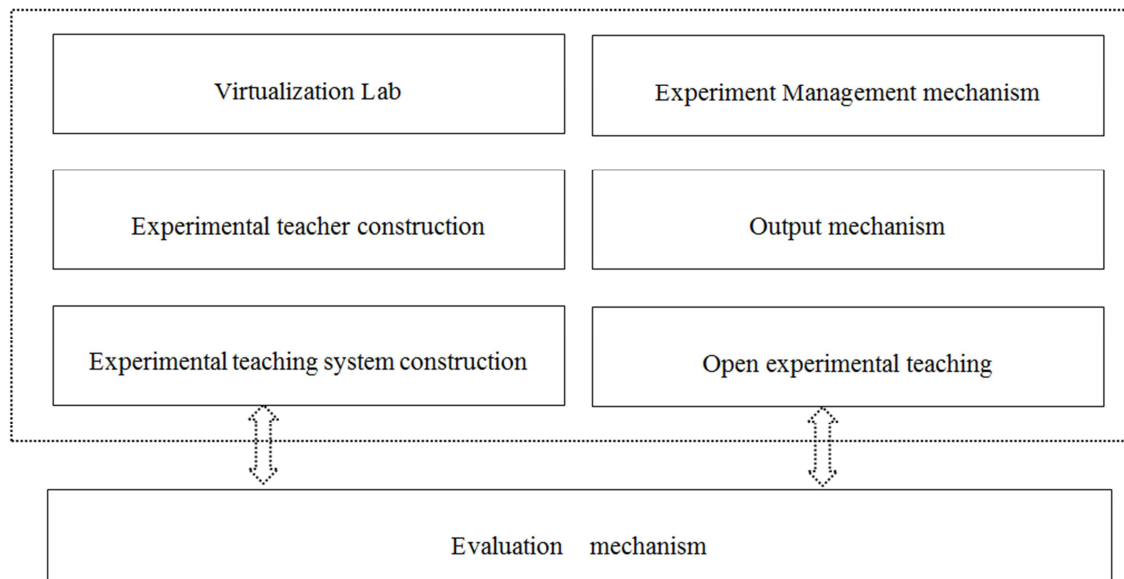 Virtualization Lab
Experiment Management mechanism
Experimental teacher construction
Output mechanism
Experimental teaching system construction
Open experimental teaching
Evaluation mechanism